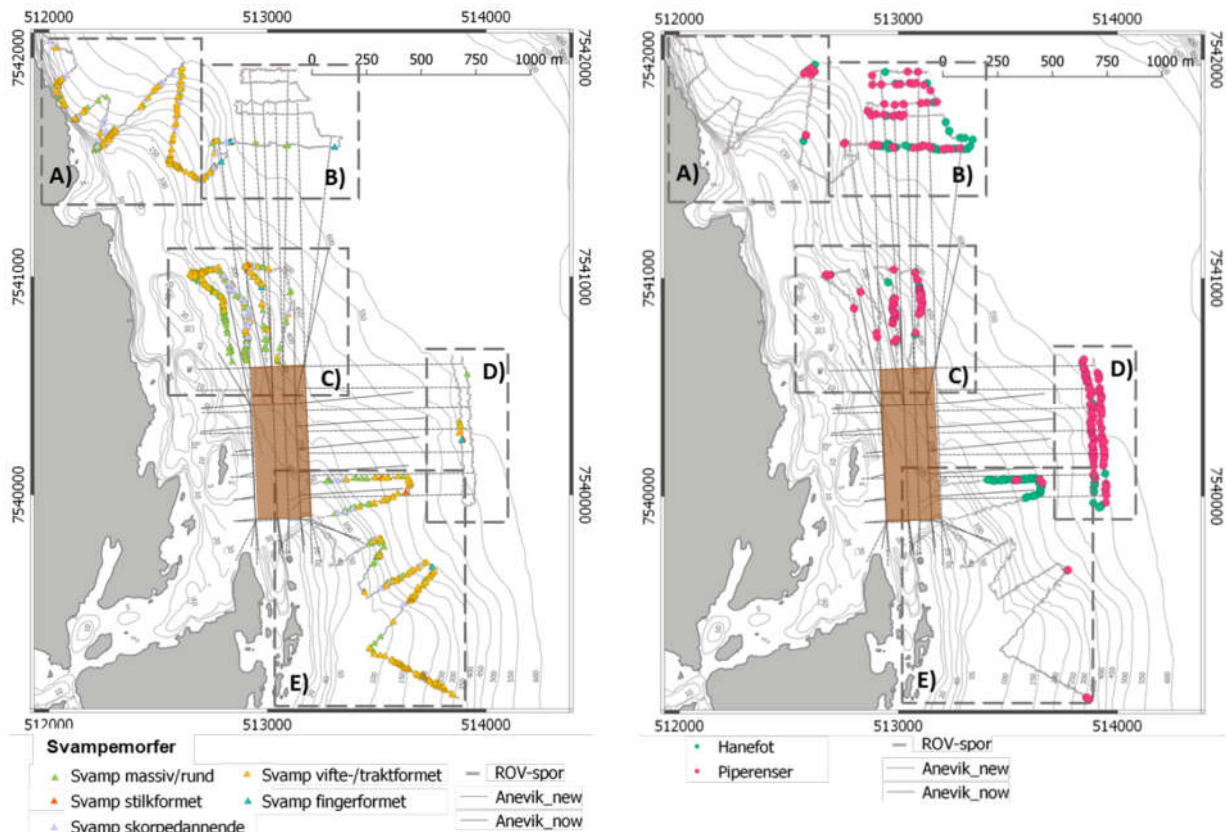 512000 513000 514000
7542000
0 250 500 750 1000 m
7542000
A)
B)
7541000
7541000
C)
D)
7540000
7540000
E)
512000 513000 514000
Svampemorfer
Svamp massiv/rund
Svamp vifte-/traktformet
ROV-spor
Svamp stilkformet
Svamp fingerformet
Anevik_new
Svamp skorpedannende
Anevik_now
512000 513000 514000
7542000
0 250 500 750 1000 m
7542000
A)
B)
7541000
7541000
C)
D)
7540000
7540000
E)
512000 513000 514000
Hanefot
ROV-spor
Piperenser
Anevik_new
Anevik_now